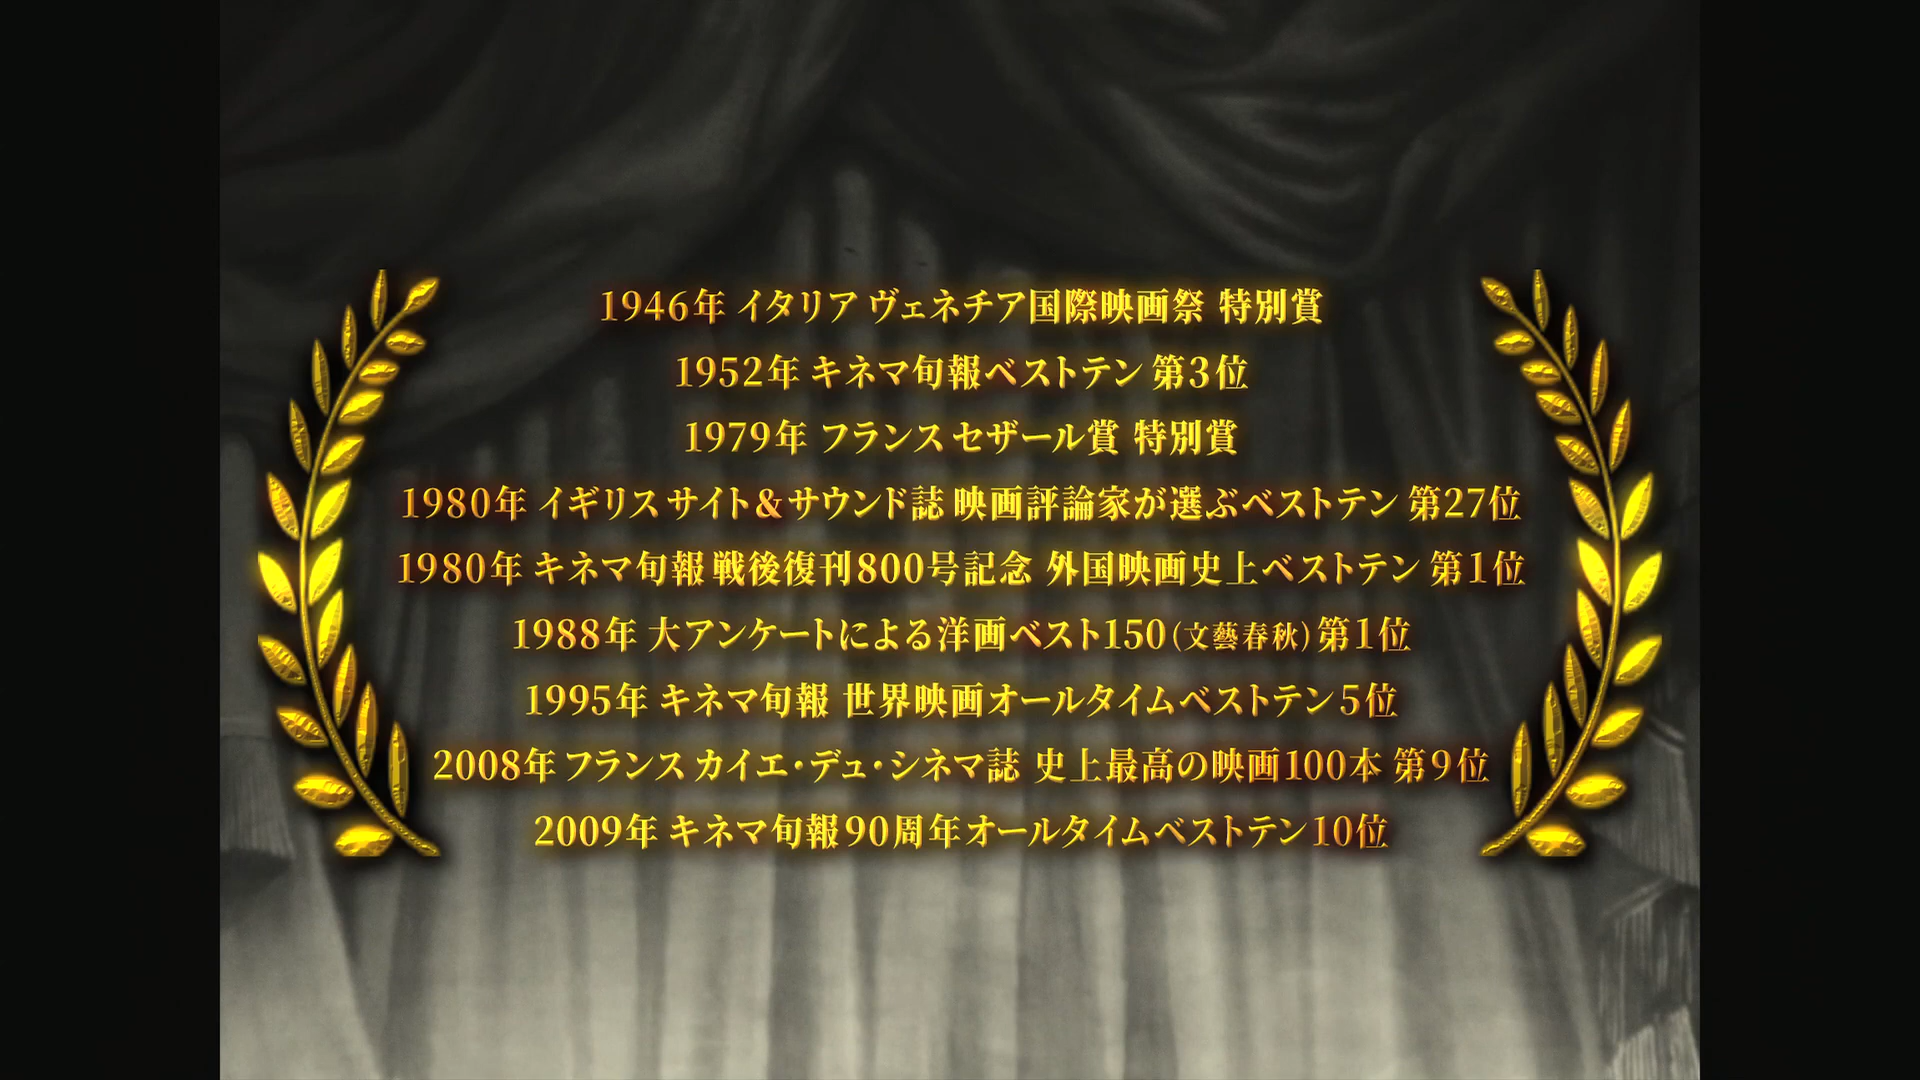 1946年 イタリア ヴェネチア国際映画祭 特別賞
1952年 キネマ旬報ベストテン 第3位
1979年 フランス セザール賞 特別賞
1980年 イギリス サイト&サウンド誌 映画評論家が選ぶベストテン 第27位
1980年 キネマ旬報 戦後復刊800号記念 外国映画史上ベストテン 第1位
1988年 大アンケートによる洋画ベスト150(文藝春秋)第1位
1995年 キネマ旬報 世界映画オールタイムベストテン5位
2008年 フランス カイエ・デュ・シネマ誌 史上最高の映画100本 第9位
2009年 キネマ旬報90周年オールタイムベストテン10位